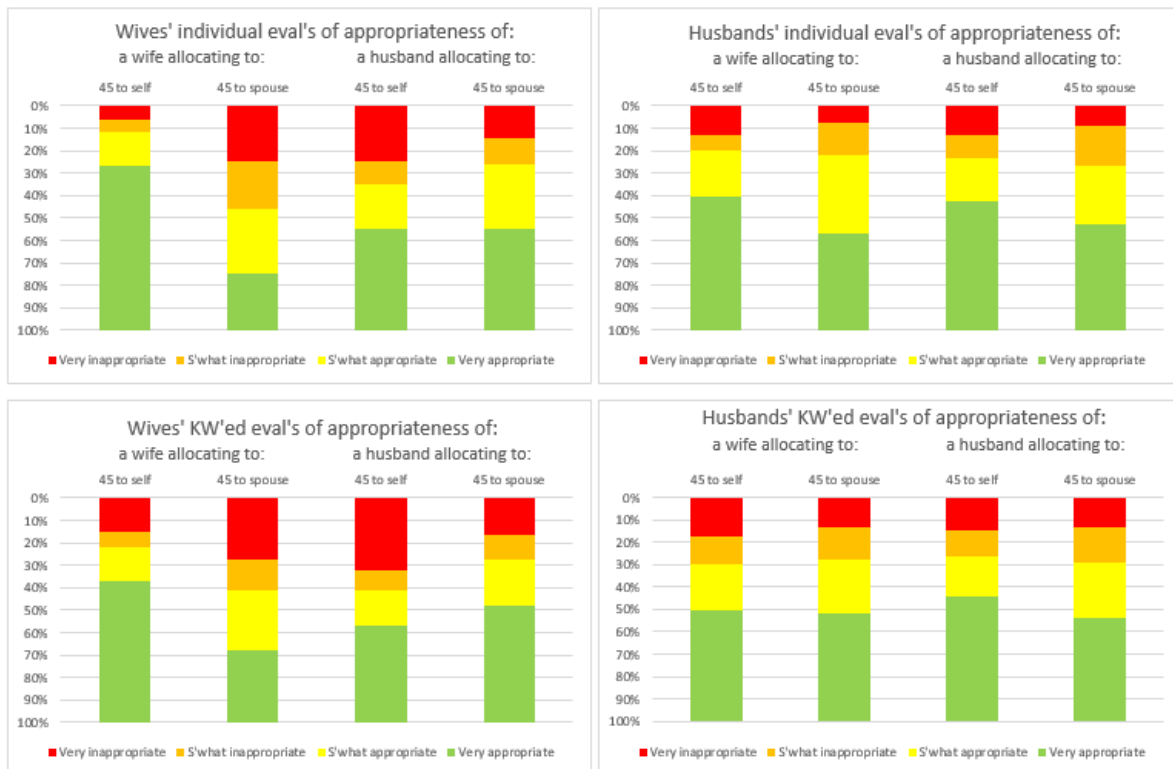 Wives' individual eval's of appropriateness of:
a wife allocating to: a husband allocating to:
45 to self 45 to spouse 45 to self 45 to spouse
0%
10%
20%
30%
40%
50%
60%
70%
80%
90%
100%
Very inappropriate S'what inappropriate S'what appropriate Very appropriate
Husbands' individual eval's of appropriateness of:
a wife allocating to: a husband allocating to:
45 to self 45 to spouse 45 to self 45 to spouse
0%
10%
20%
30%
40%
50%
60%
70%
80%
90%
100%
Very inappropriate S'what inappropriate S'what appropriate Very appropriate
Wives' KW'ed eval's of appropriateness of:
a wife allocating to: a husband allocating to:
45 to self 45 to spouse 45 to self 45 to spouse
0%
10%
20%
30%
40%
50%
60%
70%
80%
90%
100%
Very inappropriate S'what inappropriate S'what appropriate Very appropriate
Husbands' KW'ed eval's of appropriateness of:
a wife allocating to: a husband allocating to:
45 to self 45 to spouse 45 to self 45 to spouse
0%
10%
20%
30%
40%
50%
60%
70%
80%
90%
100%
Very inappropriate S'what inappropriate S'what appropriate Very appropriate